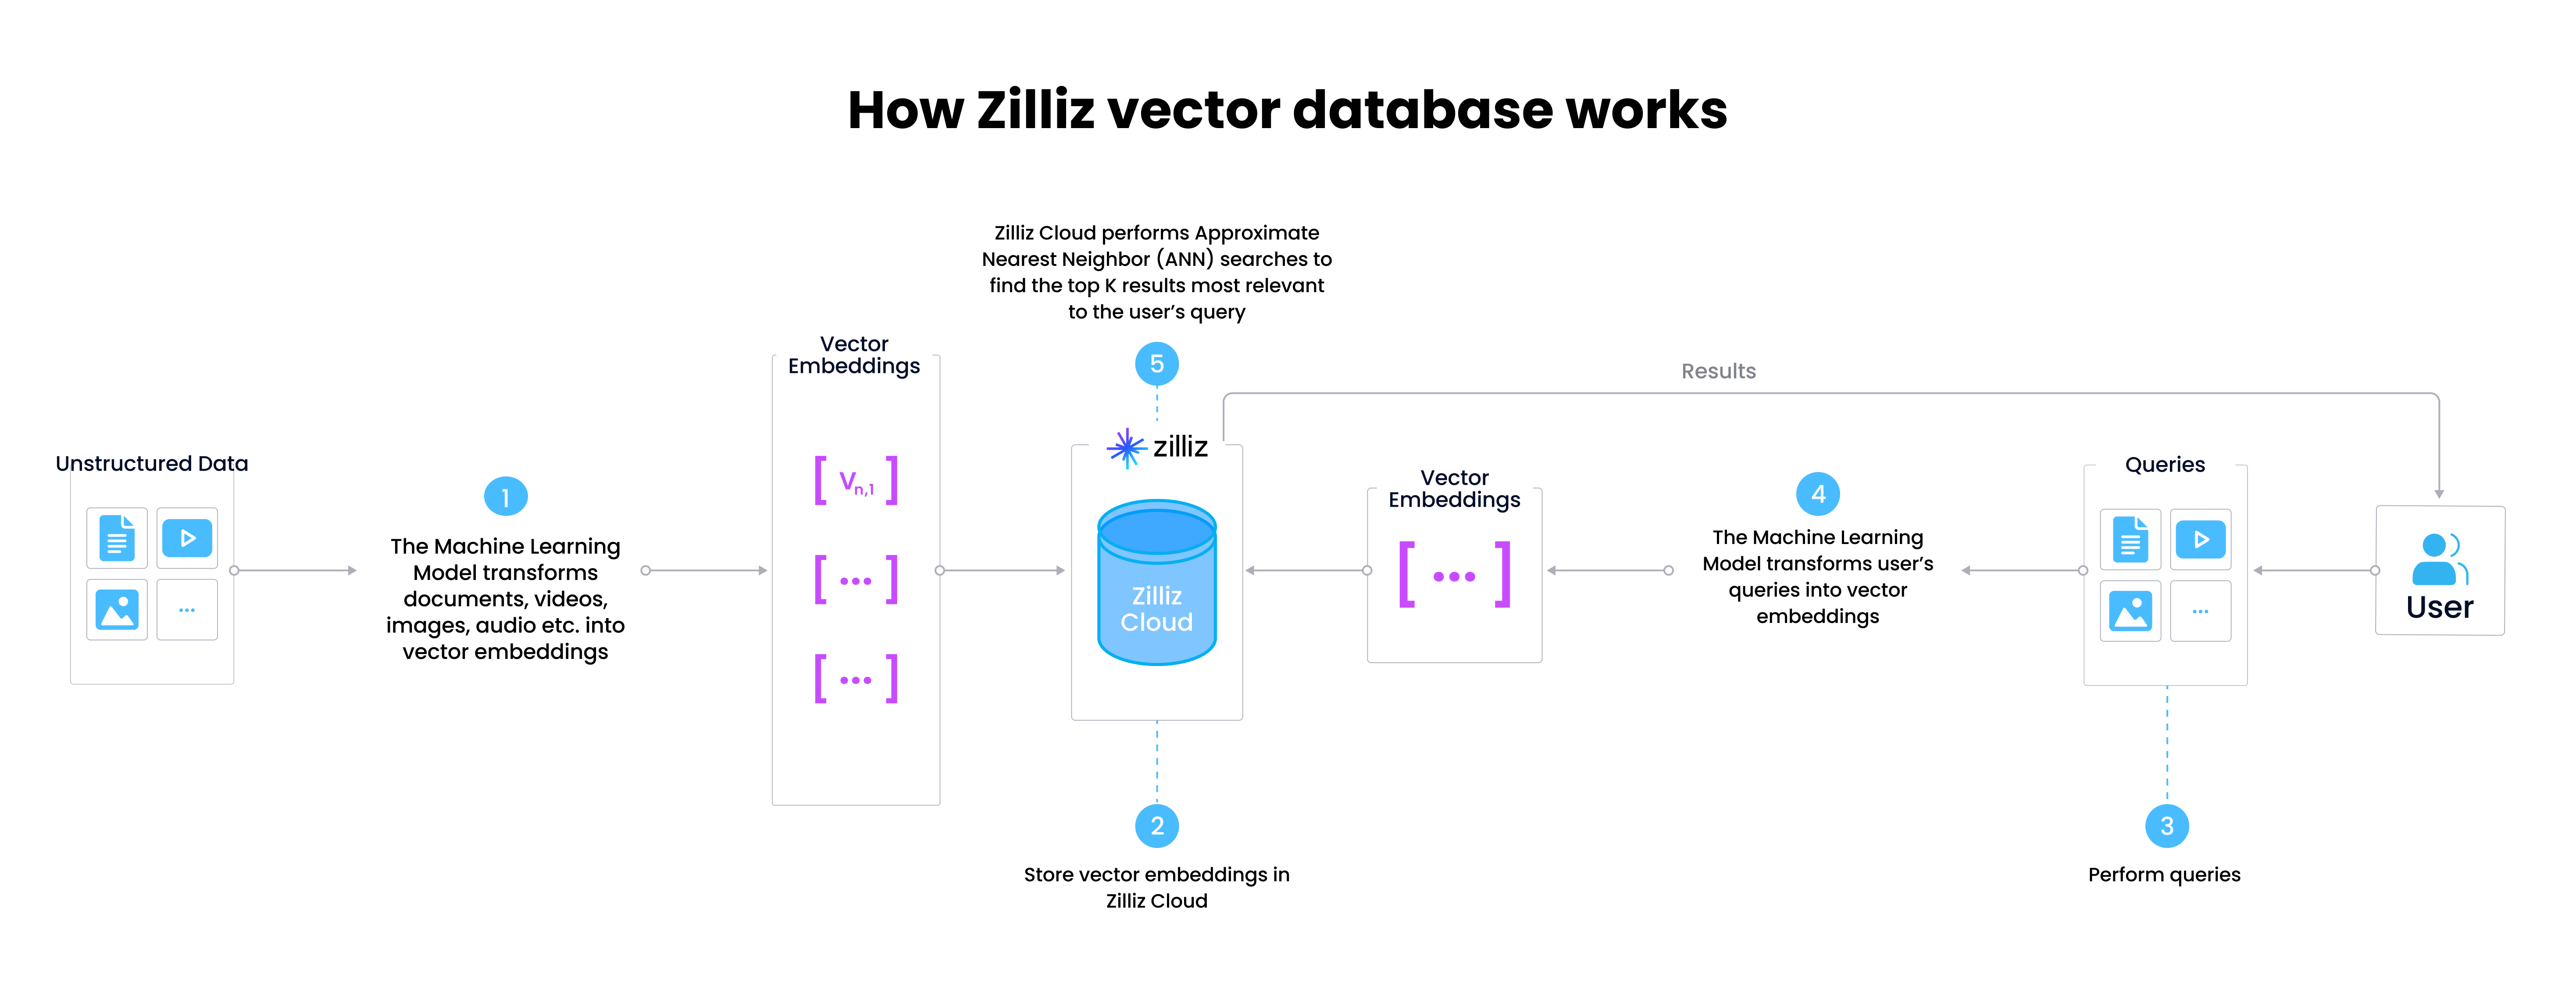 How Zilliz vector database works
Unstructured Data
...
1
The Machine Learning
Model transforms
documents, videos,
images, audio etc. into
vector embeddings
Vector
Embeddings
[ Vn,1 ]
[ ... ]
[ ... ]
Zilliz Cloud performs Approximate
Nearest Neighbor (ANN) searches to
find the top K results most relevant
to the user’s query
5
zilliz
Zilliz
Cloud
2
Store vector embeddings in
Zilliz Cloud
Results
Vector
Embeddings
[ ... ]
4
The Machine Learning
Model transforms user’s
queries into vector
embeddings
Queries
...
3
Perform queries
User